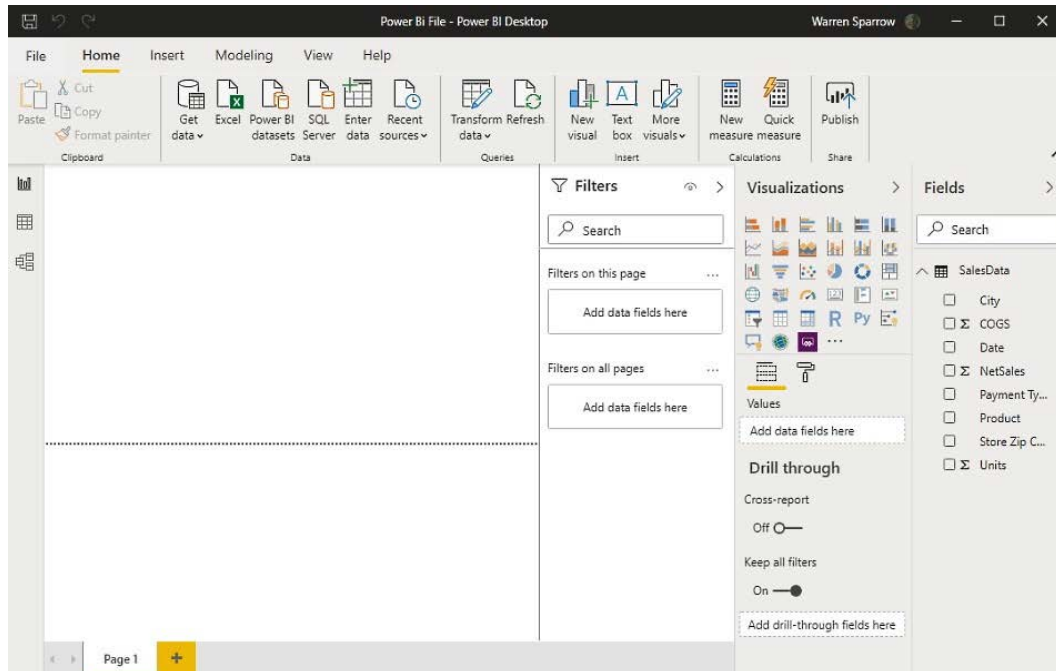 Power Bi File - Power BI Desktop
Warren Sparrow
File Home Insert Modeling View Help
Paste
Cut
Copy
Format painter
Clipboard
Get data
Excel
Power BI datasets
SQL Server
Enter data
Recent sources
Data
Transform data
Refresh
Queries
New visual
Text box
More visuals
Insert
New measure
Quick measure
Calculations
Publish
Share
Filters
Search
Filters on this page ...
Add data fields here
Filters on all pages ...
Add data fields here
Visualizations
123
R Py
...
Values
Add data fields here
Drill through
Cross-report
Off
Keep all filters
On
Add drill-through fields here
Fields
Search
SalesData
City
Σ COGS
Date
Σ NetSales
Payment Ty...
Product
Store Zip C...
Σ Units
Page 1 +